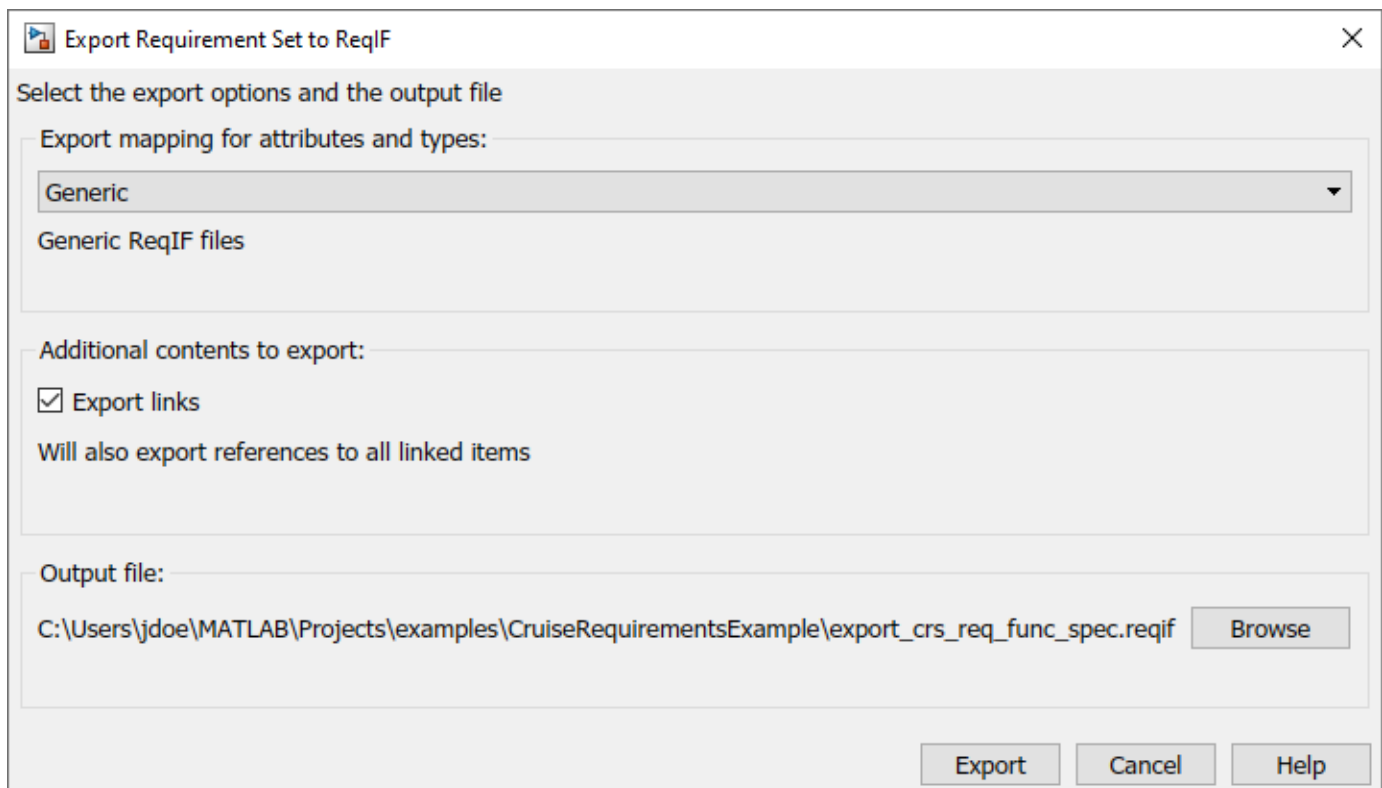 Export Requirement Set to ReqIF
Select the export options and the output file
Export mapping for attributes and types:
Generic
Generic ReqIF files
Additional contents to export:
Export links
Will also export references to all linked items
Output file:
C:\Users\jdoe\MATLAB\Projects\examples\CruiseRequirementsExample\export_crs_req_func_spec.reqif Browse
Export Cancel Help